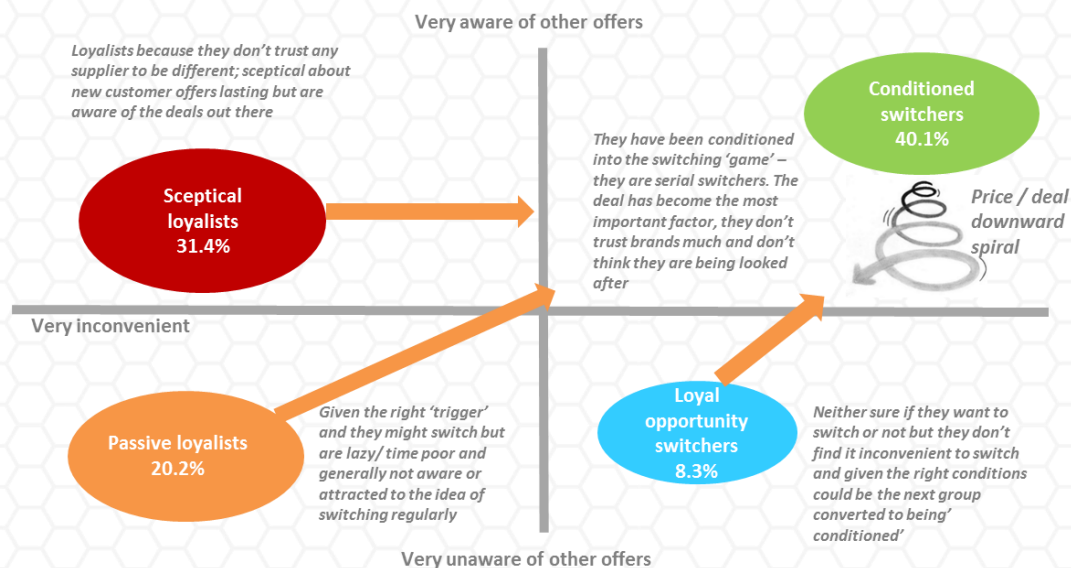 Very aware of other offers
Loyalists because they don't trust any
supplier to be different; sceptical about
new customer offers lasting but are
aware of the deals out there
Sceptical
loyalists
31.4%
They have been conditioned
into the switching 'game' –
they are serial switchers. The
deal has become the most
important factor, they don't
trust brands much and don't
think they are being looked
after
Conditioned
switchers
40.1%
Price / deal
downward
spiral
Very inconvenient
Passive loyalists
20.2%
Given the right 'trigger'
and they might switch but
are lazy/ time poor and
generally not aware or
attracted to the idea of
switching regularly
Loyal
opportunity
switchers
8.3%
Neither sure if they want to
switch or not but they don't
find it inconvenient to switch
and given the right conditions
could be the next group
converted to being'
conditioned'
Very unaware of other offers